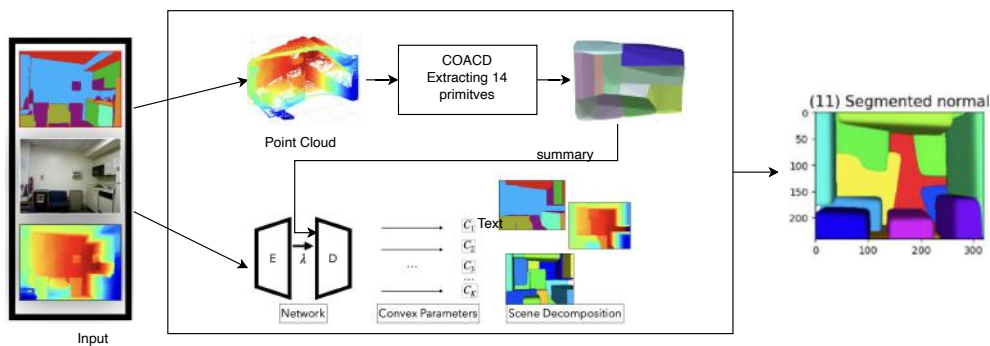 COACD
Extracting 14
primitves
Point Cloud
summary
(11) Segmented normal
0
50
100
150
200
0 100 200 300
Text
E
λ
D
C₁
C₂
...
C₃
...
C_K
Network
Convex Parameters
Scene Decomposition
Input